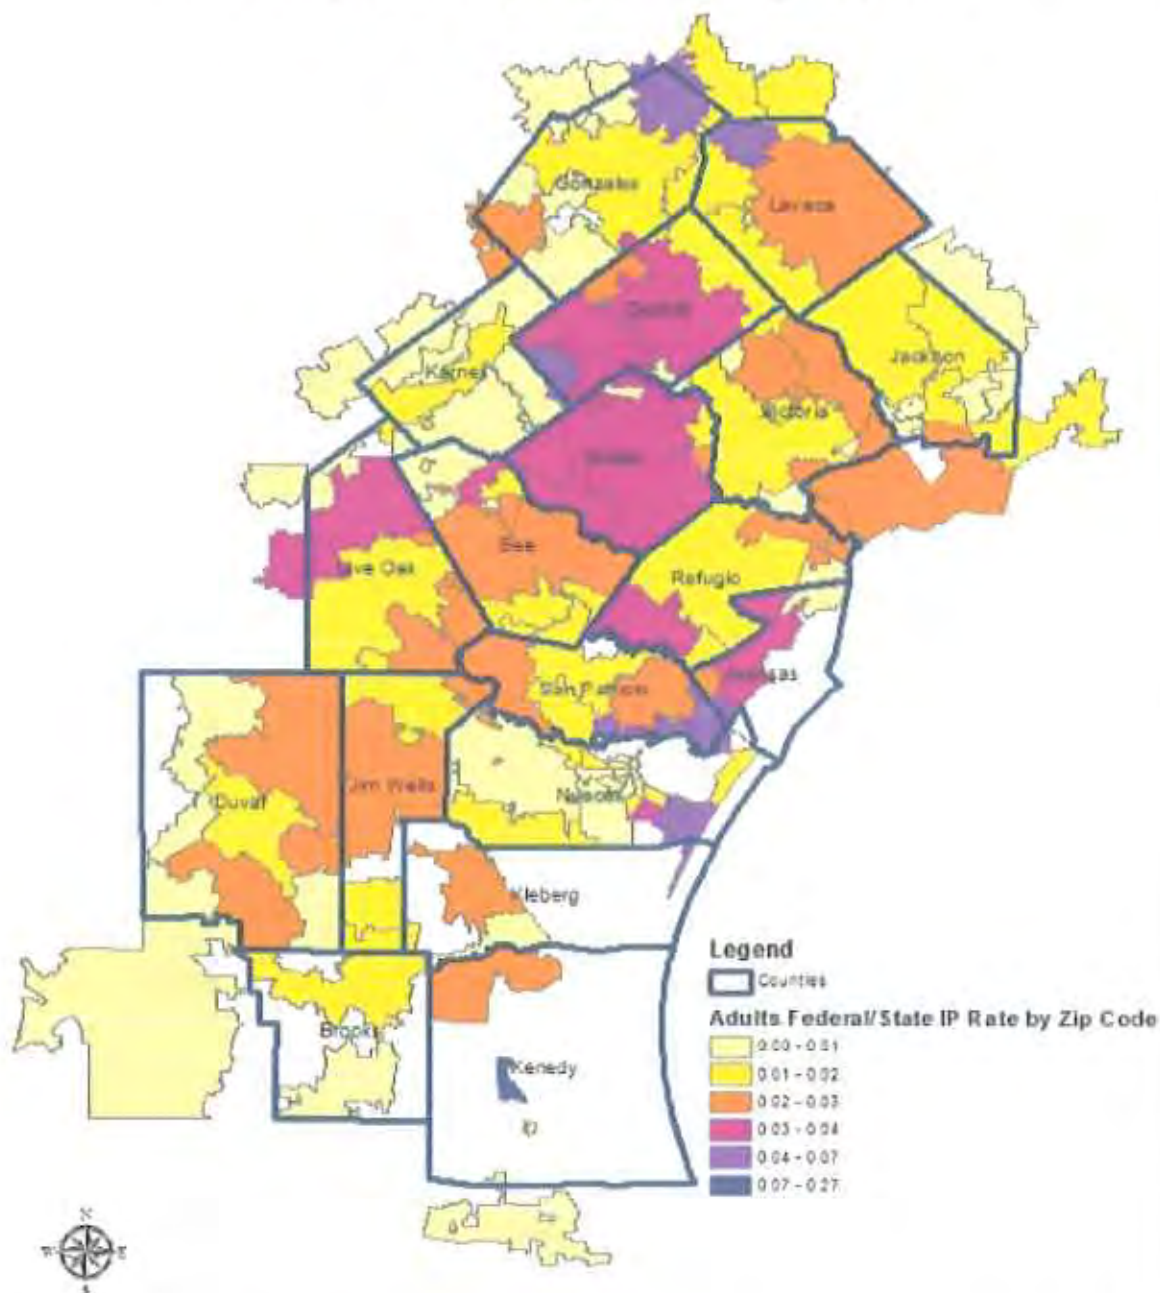 Gonzales
Lavaca
Jackson
Karnes
Victoria
Bee
Live Oak
Refugio
San Patricio
Jim Wells
Duval
Nueces
Kleberg
Brooks
Kenedy
Legend
Counties
Adults Federal/State IP Rate by Zip Code
0.00 - 0.01
0.01 - 0.02
0.02 - 0.03
0.03 - 0.04
0.04 - 0.07
0.07 - 0.27
N
W
E
S